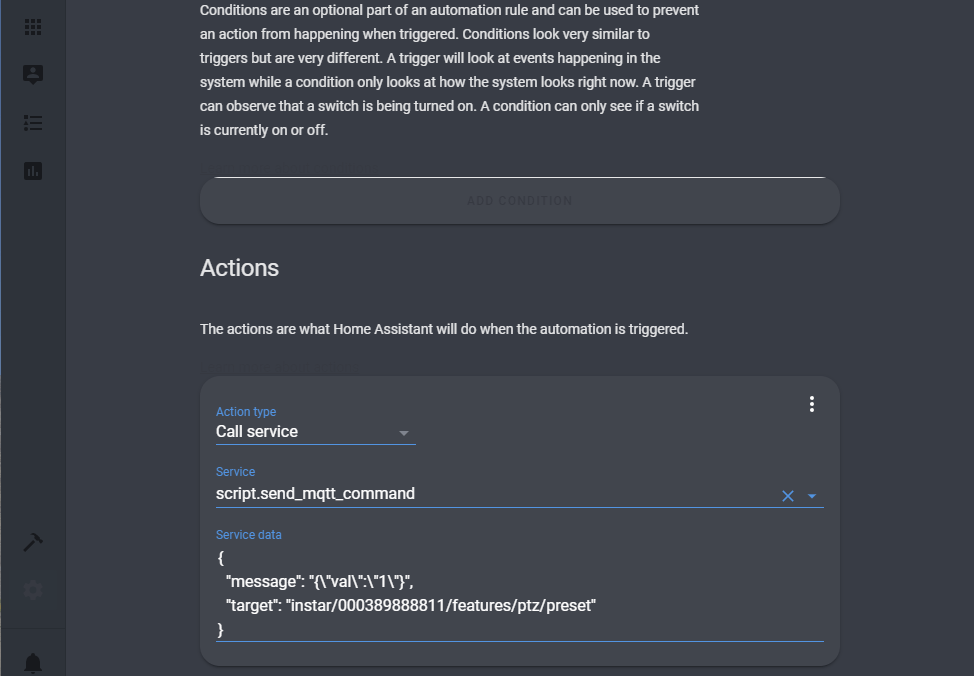 Conditions are an optional part of an automation rule and can be used to prevent
an action from happening when triggered. Conditions look very similar to
triggers but are very different. A trigger will look at events happening in the
system while a condition only looks at how the system looks right now. A trigger
can observe that a switch is being turned on. A condition can only see if a switch
is currently on or off.
ADD CONDITION
Actions
The actions are what Home Assistant will do when the automation is triggered.
Action type
Call service
Service
script.send_mqtt_command
Service data
{
"message": "{\"val\":\"1\"}",
"target": "instar/000389888811/features/ptz/preset"
}